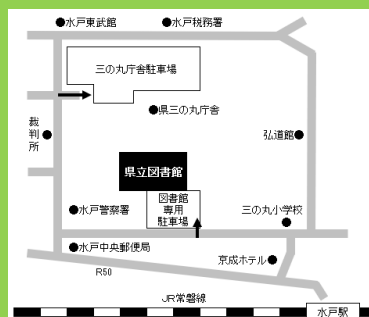 水戸東武館
水戸税務署
三の丸庁舎駐車場
県三の丸庁舎
裁判所
弘道館
県立図書館
図書館
専用
駐車場
水戸警察署
三の丸小学校
水戸中央郵便局
京成ホテル
R50
JR常磐線
水戸駅